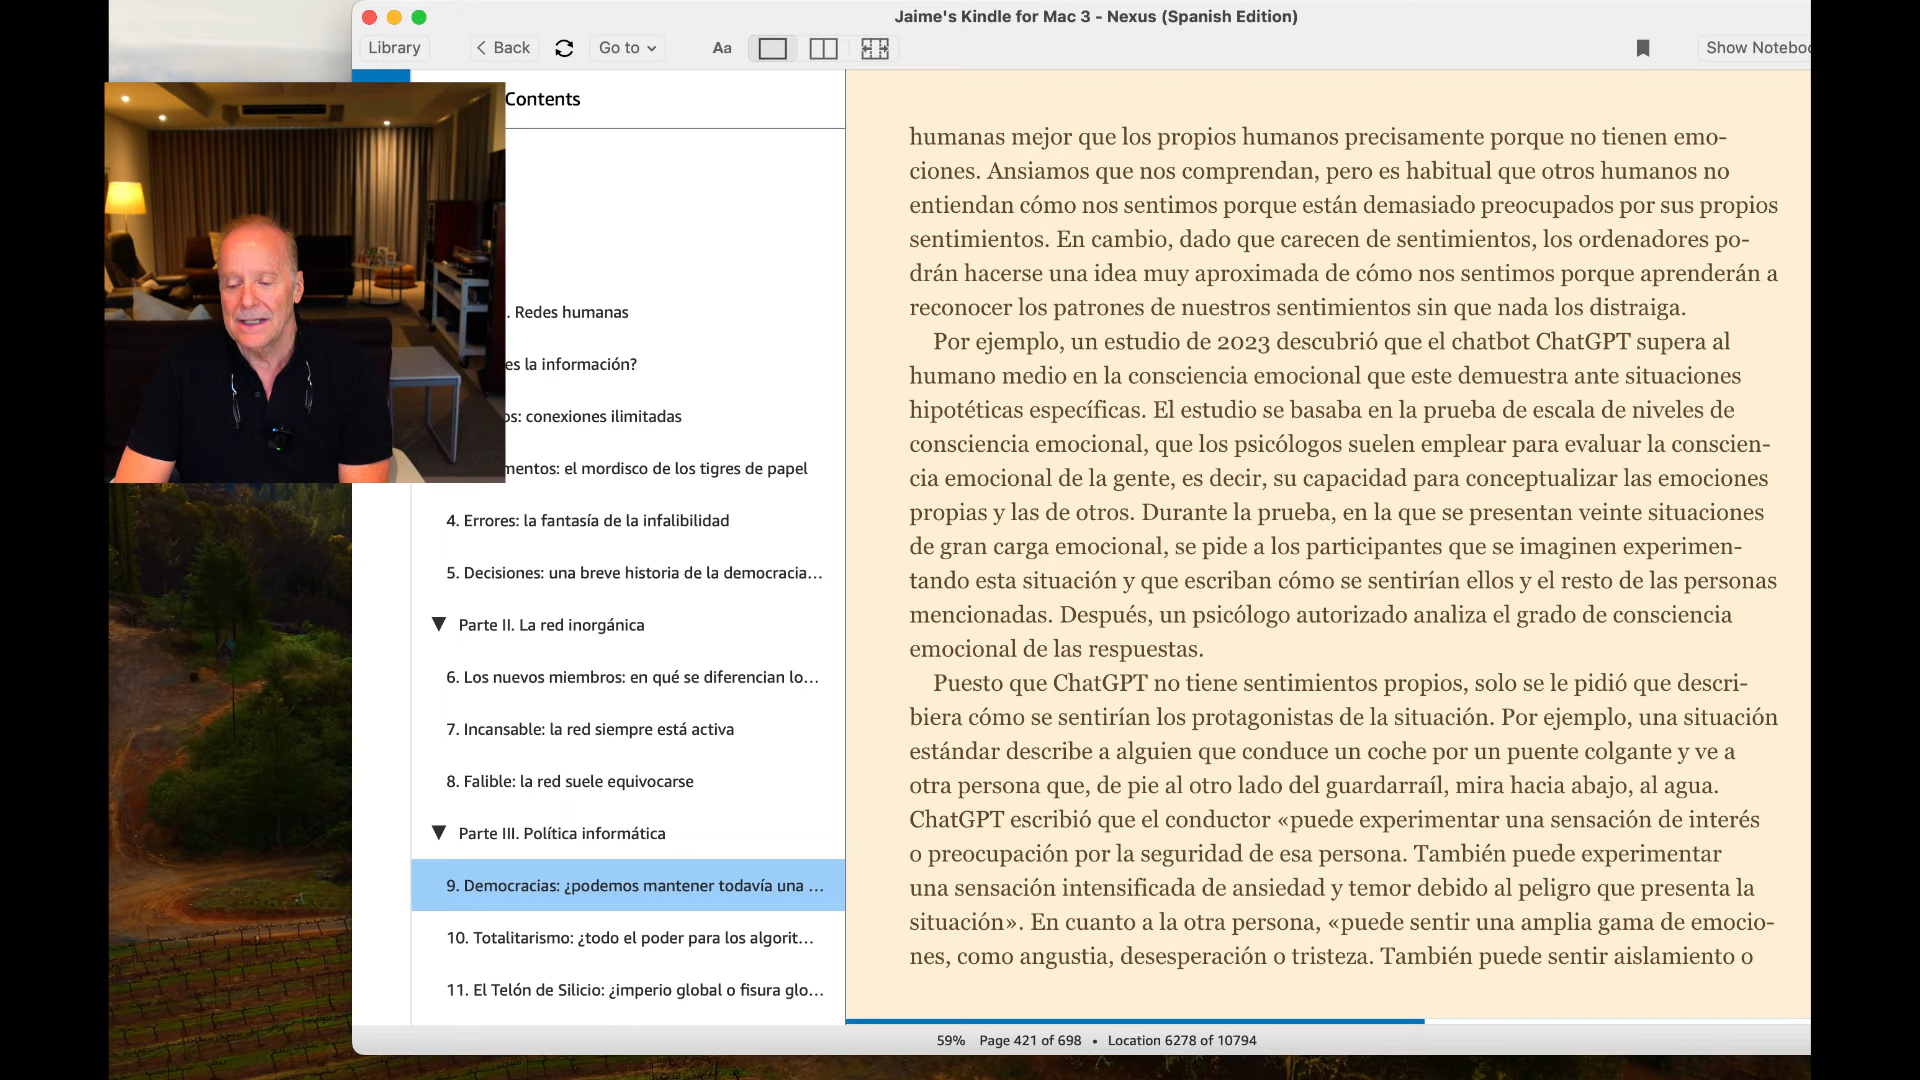 Jaime's Kindle for Mac 3 - Nexus (Spanish Edition)
Library
Back
Go to
Aa
Show Noteboo
Contents
. Redes humanas
es la información?
os: conexiones ilimitadas
mentos: el mordisco de los tigres de papel
4. Errores: la fantasía de la infalibilidad
5. Decisiones: una breve historia de la democracia...
Parte II. La red inorgánica
6. Los nuevos miembros: en qué se diferencian lo...
7. Incansable: la red siempre está activa
8. Falible: la red suele equivocarse
Parte III. Política informática
9. Democracias: ¿podemos mantener todavía una ...
10. Totalitarismo: ¿todo el poder para los algorit...
11. El Telón de Silicio: ¿imperio global o fisura glo...
humanas mejor que los propios humanos precisamente porque no tienen emo-
ciones. Ansiamos que nos comprendan, pero es habitual que otros humanos no
entiendan cómo nos sentimos porque están demasiado preocupados por sus propios
sentimientos. En cambio, dado que carecen de sentimientos, los ordenadores po-
drán hacerse una idea muy aproximada de cómo nos sentimos porque aprenderán a
reconocer los patrones de nuestros sentimientos sin que nada los distraiga.
Por ejemplo, un estudio de 2023 descubrió que el chatbot ChatGPT supera al
humano medio en la consciencia emocional que este demuestra ante situaciones
hipotéticas específicas. El estudio se basaba en la prueba de escala de niveles de
consciencia emocional, que los psicólogos suelen emplear para evaluar la conscien-
cia emocional de la gente, es decir, su capacidad para conceptualizar las emociones
propias y las de otros. Durante la prueba, en la que se presentan veinte situaciones
de gran carga emocional, se pide a los participantes que se imaginen experimen-
tando esta situación y que escriban cómo se sentirían ellos y el resto de las personas
mencionadas. Después, un psicólogo autorizado analiza el grado de consciencia
emocional de las respuestas.
Puesto que ChatGPT no tiene sentimientos propios, solo se le pidió que descri-
biera cómo se sentirían los protagonistas de la situación. Por ejemplo, una situación
estándar describe a alguien que conduce un coche por un puente colgante y ve a
otra persona que, de pie al otro lado del guardarraíl, mira hacia abajo, al agua.
ChatGPT escribió que el conductor «puede experimentar una sensación de interés
o preocupación por la seguridad de esa persona. También puede experimentar
una sensación intensificada de ansiedad y temor debido al peligro que presenta la
situación». En cuanto a la otra persona, «puede sentir una amplia gama de emocio-
nes, como angustia, desesperación o tristeza. También puede sentir aislamiento o
59% Page 421 of 698 • Location 6278 of 10794